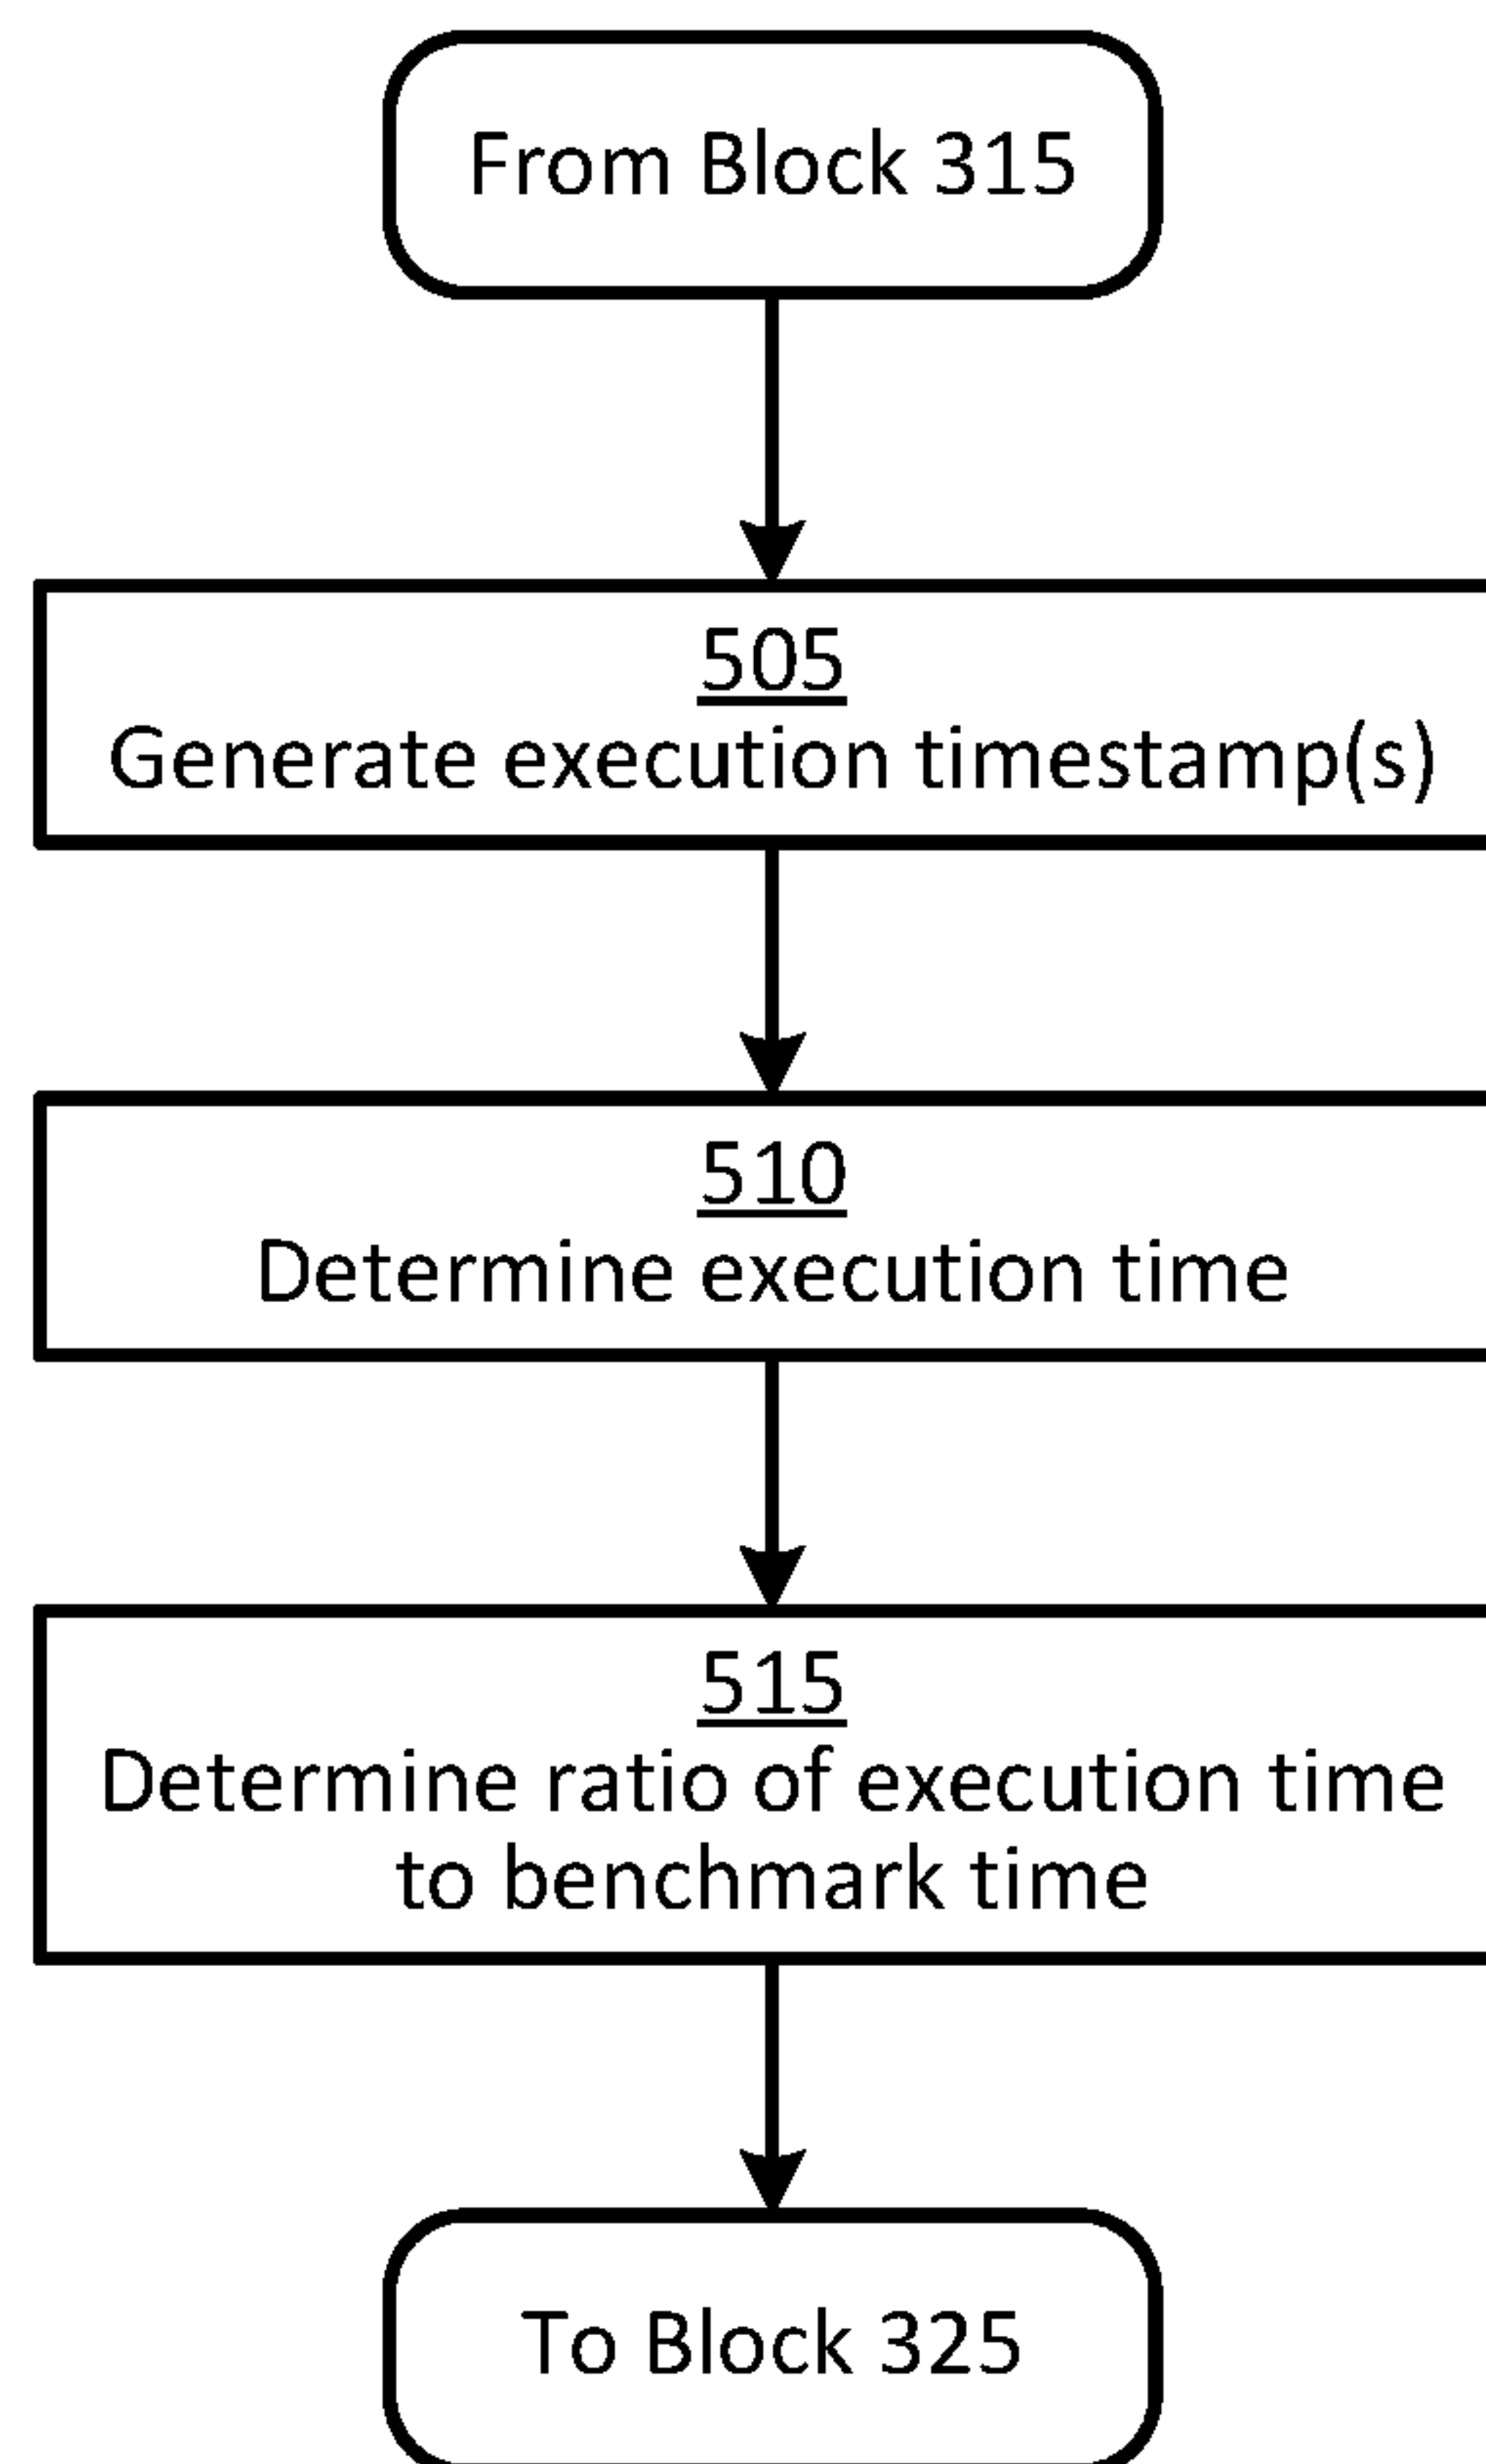 From Block 315
505
Generate execution timestamp(s)
510
Determine execution time
515
Determine ratio of execution time
to benchmark time
To Block 325